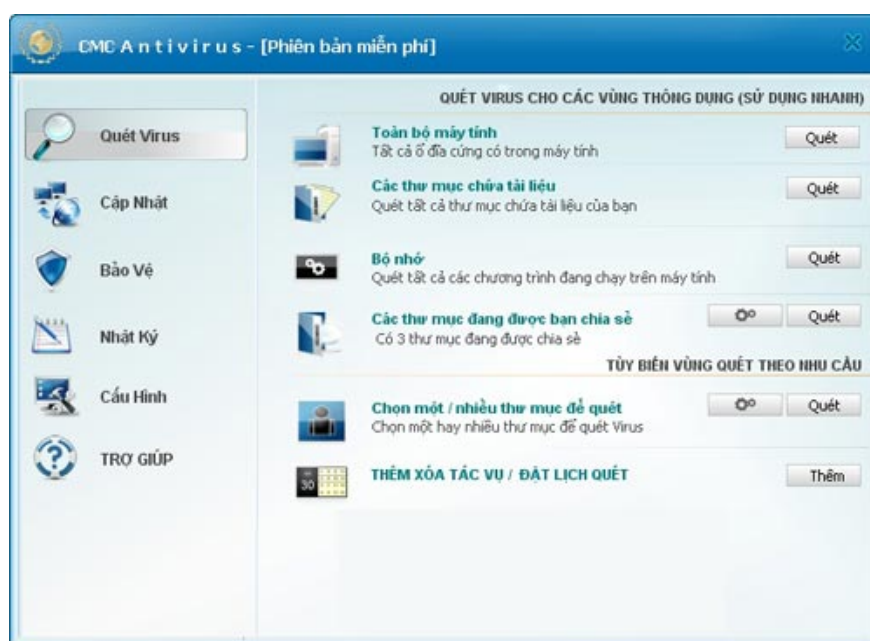 CMC Antivirus - [Phiên bản miễn phí]
Quét Virus
Cập Nhật
Bảo Vệ
Nhật Ký
Cấu Hình
TRỢ GIÚP
QUÉT VIRUS CHO CÁC VÙNG THÔNG DỤNG (SỬ DỤNG NHANH)
Toàn bộ máy tính
Quét
Tất cả ổ đĩa cứng có trong máy tính
Các thư mục chứa tài liệu
Quét
Quét tất cả thư mục chứa tài liệu của bạn
Bộ nhớ
Quét
Quét tất cả các chương trình đang chạy trên máy tính
Các thư mục đang được bạn chia sẻ
Quét
Có 3 thư mục đang được chia sẻ
TÙY BIẾN VÙNG QUÉT THEO NHU CẦU
Chọn một / nhiều thư mục để quét
Quét
Chọn một hay nhiều thư mục để quét Virus
30
THÊM XÓA TÁC VỤ / ĐẶT LỊCH QUÉT
Thêm